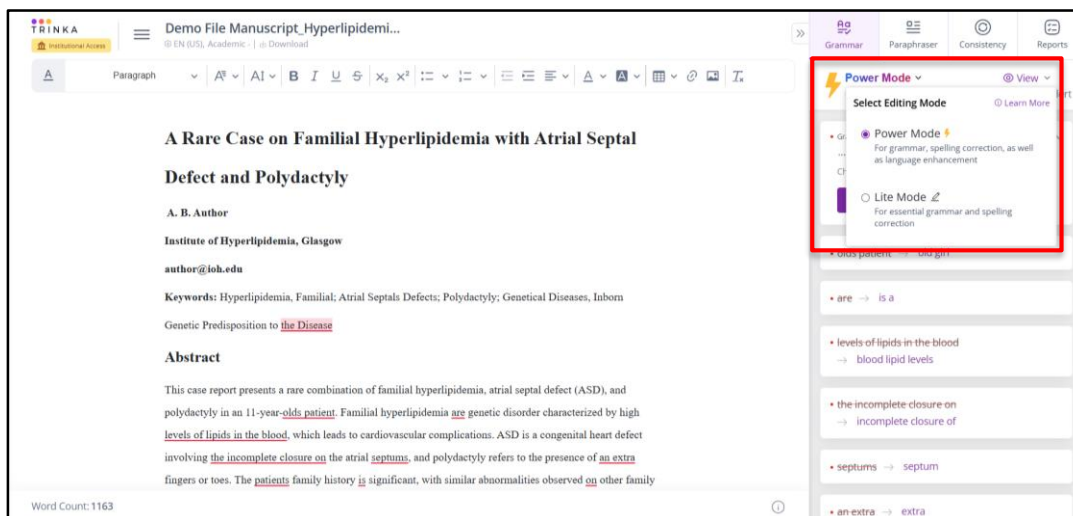 TRINKA
Institutional Access
Demo File Manuscript_Hyperlipidemi...
EN (US), Academic - | Download
Paragraph
A Rare Case on Familial Hyperlipidemia with Atrial Septal
Defect and Polydactyly
A. B. Author
Institute of Hyperlipidemia, Glasgow
author@ioh.edu
Keywords: Hyperlipidemia, Familial; Atrial Septals Defects; Polydactyly; Genetical Diseases, Inborn
Genetic Predisposition to the Disease
Abstract
This case report presents a rare combination of familial hyperlipidemia, atrial septal defect (ASD), and
polydactyly in an 11-year-olds patient. Familial hyperlipidemia are genetic disorder characterized by high
levels of lipids in the blood, which leads to cardiovascular complications. ASD is a congenital heart defect
involving the incomplete closure on the atrial septums, and polydactyly refers to the presence of an extra
fingers or toes. The patients family history is significant, with similar abnormalities observed on other family
Word Count: 1163
Grammar
Paraphraser
Consistency
Reports
Power Mode
View
Select Editing Mode
Learn More
Power Mode
For grammar, spelling correction, as well
as language enhancement
Lite Mode
For essential grammar and spelling
correction
olds patient → old girl
are → is a
levels of lipids in the blood
→ blood lipid levels
the incomplete closure on
→ incomplete closure of
septums → septum
an extra → extra